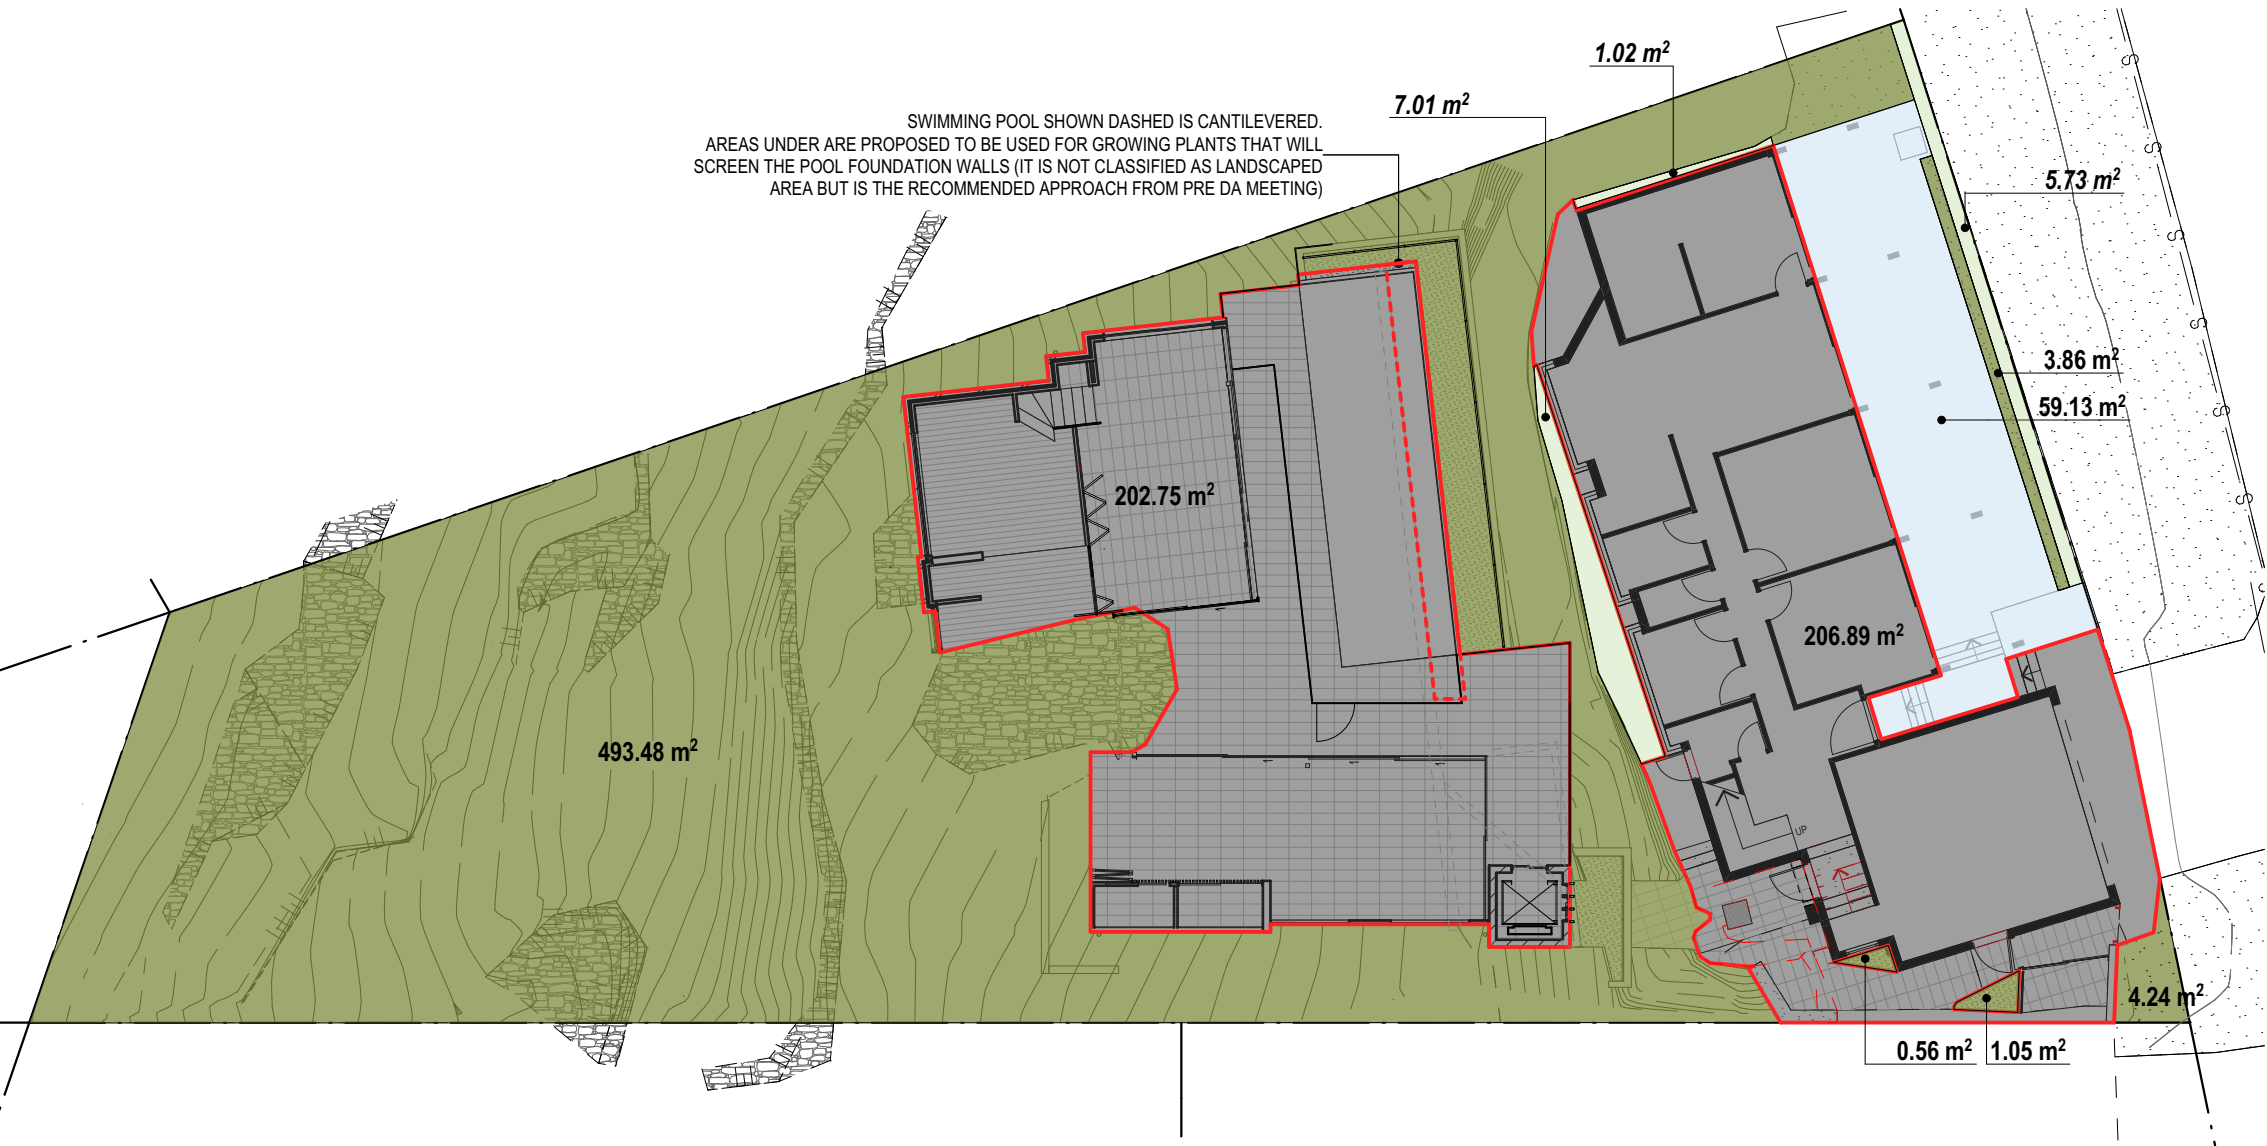 1.02 m²
7.01 m²
SWIMMING POOL SHOWN DASHED IS CANTILEVERED.
AREAS UNDER ARE PROPOSED TO BE USED FOR GROWING PLANTS THAT WILL
SCREEN THE POOL FOUNDATION WALLS (IT IS NOT CLASSIFIED AS LANDSCAPED
AREA BUT IS THE RECOMMENDED APPROACH FROM PRE DA MEETING)
5.73 m²
3.86 m²
59.13 m²
202.75 m²
206.89 m²
493.48 m²
UP
4.24 m²
0.56 m²
1.05 m²
S
S
S
S
S
S
S